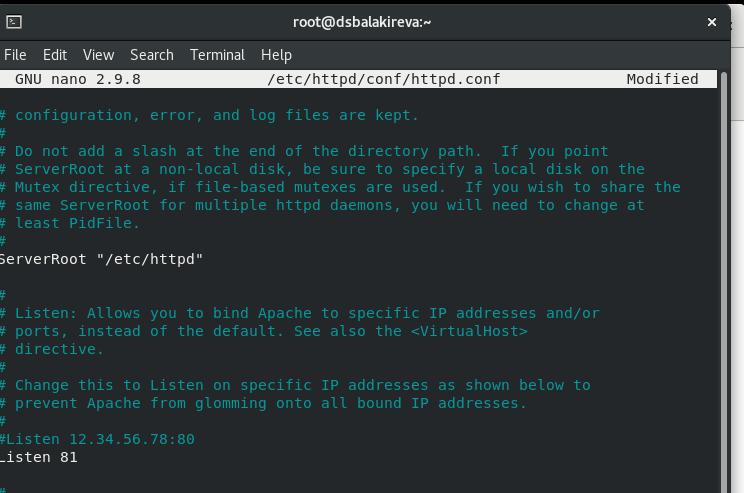 root@dsbalakireva:~
File Edit View Search Terminal Help
GNU nano 2.9.8 /etc/httpd/conf/httpd.conf Modified
# configuration, error, and log files are kept.
#
# Do not add a slash at the end of the directory path.  If you point
# ServerRoot at a non-local disk, be sure to specify a local disk on the
# Mutex directive, if file-based mutexes are used.  If you wish to share the
# same ServerRoot for multiple httpd daemons, you will need to change at
# least PidFile.
#
ServerRoot "/etc/httpd"
#
# Listen: Allows you to bind Apache to specific IP addresses and/or
# ports, instead of the default. See also the <VirtualHost>
# directive.
#
# Change this to Listen on specific IP addresses as shown below to
# prevent Apache from glomming onto all bound IP addresses.
#
#Listen 12.34.56.78:80
Listen 81
#